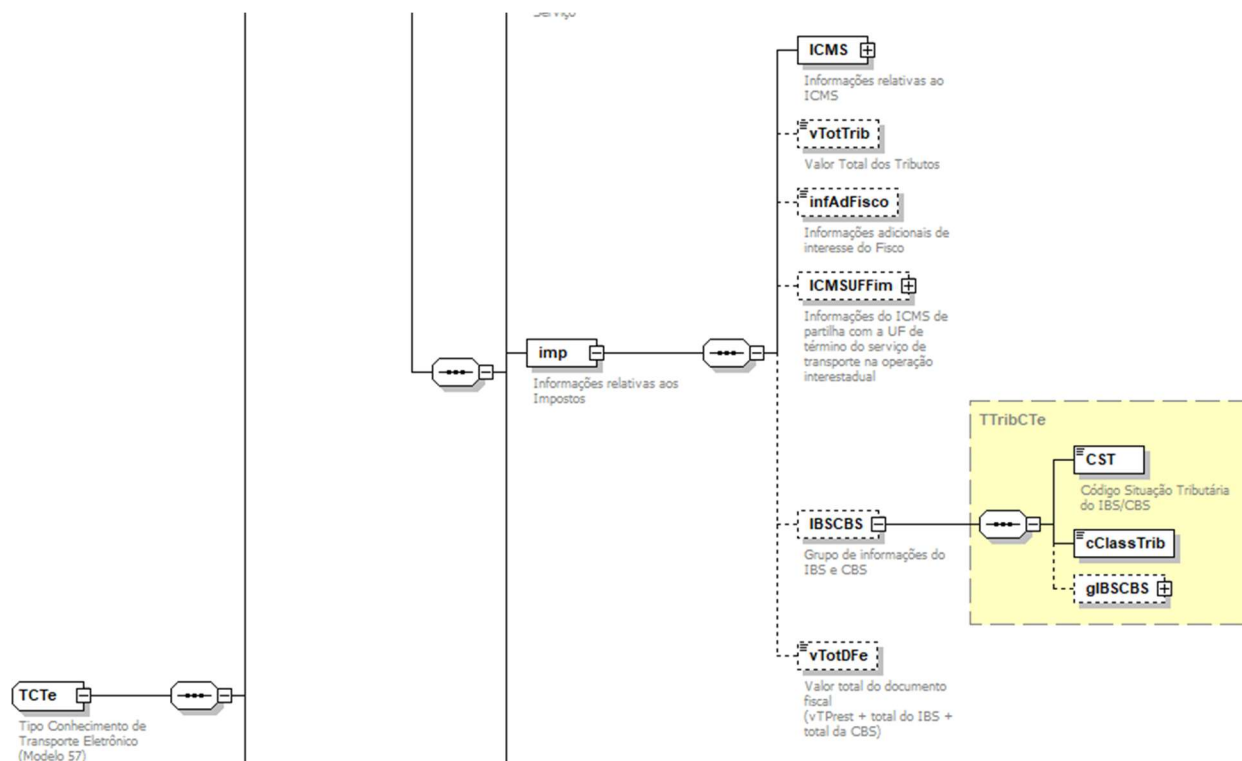 Serviço
ICMS
Informações relativas ao
ICMS
vTotTrib
Valor Total dos Tributos
infAdFisco
Informações adicionais de
interesse do Fisco
ICMSUFFim
Informações do ICMS de
partilha com a UF de
término do serviço de
transporte na operação
interestadual
imp
Informações relativas aos
Impostos
TTribCTe
CST
Código Situação Tributária
do IBS/CBS
IBSCBS
Grupo de informações do
IBS e CBS
cClassTrib
gIBSCBS
vTotDFe
Valor total do documento
fiscal
(vTPrest + total do IBS +
total da CBS)
TCTe
Tipo Conhecimento de
Transporte Eletrônico
(Modelo 57)